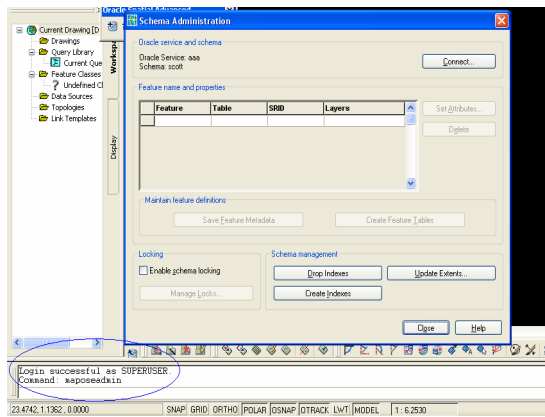 Oracle Spatial Advanced
Schema Administration
Current Drawing [D
Drawings
Query Library
Current Que
Feature Classes
Undefined Cl
Data Sources
Topologies
Link Templates
Display
Oracle service and schema
Oracle Service: aaa
Schema: scott
Connect...
Feature name and properties
Feature Table SRID Layers
Set Attributes...
Delete
Maintain feature definitions
Save Feature Metadata
Create Feature Tables
Locking
Enable schema locking
Manage Locks...
Schema management
Drop Indexes
Update Extents...
Create Indexes
Close
Help
Login successful as SUPERUSER.
Command: maposeadmin
23.4742, 1.1362 , 0.0000
SNAP GRID ORTHO POLAR OSNAP OTRACK LWT MODEL
1 : 6.2530